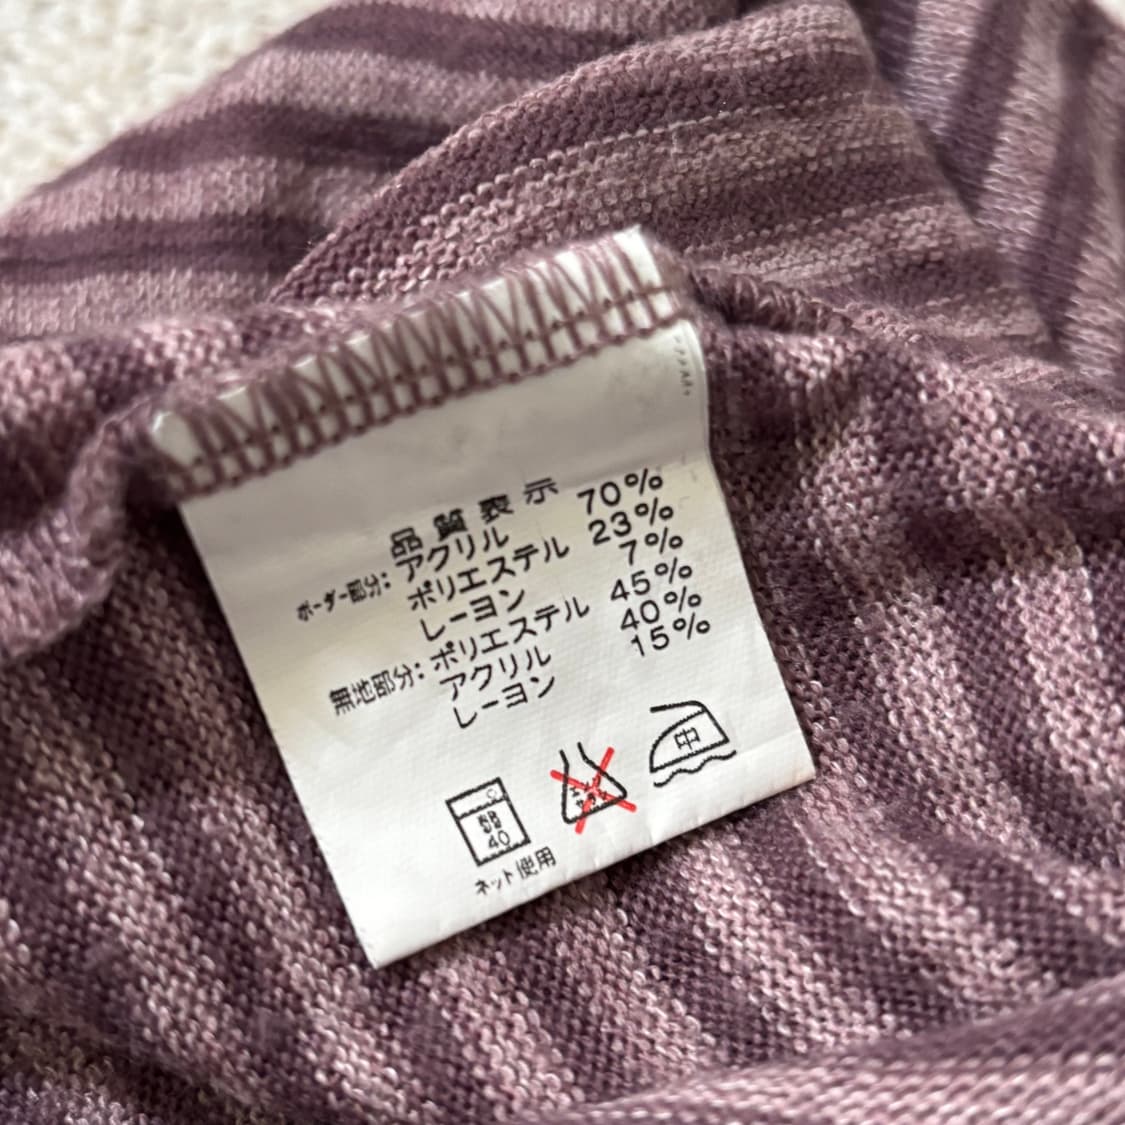 品質表示
ボーダー部分: アクリル 70%
ポリエステル 23%
レーヨン 7%
無地部分: ポリエステル 45%
アクリル 40%
レーヨン 15%
中
弱
40
ネット使用